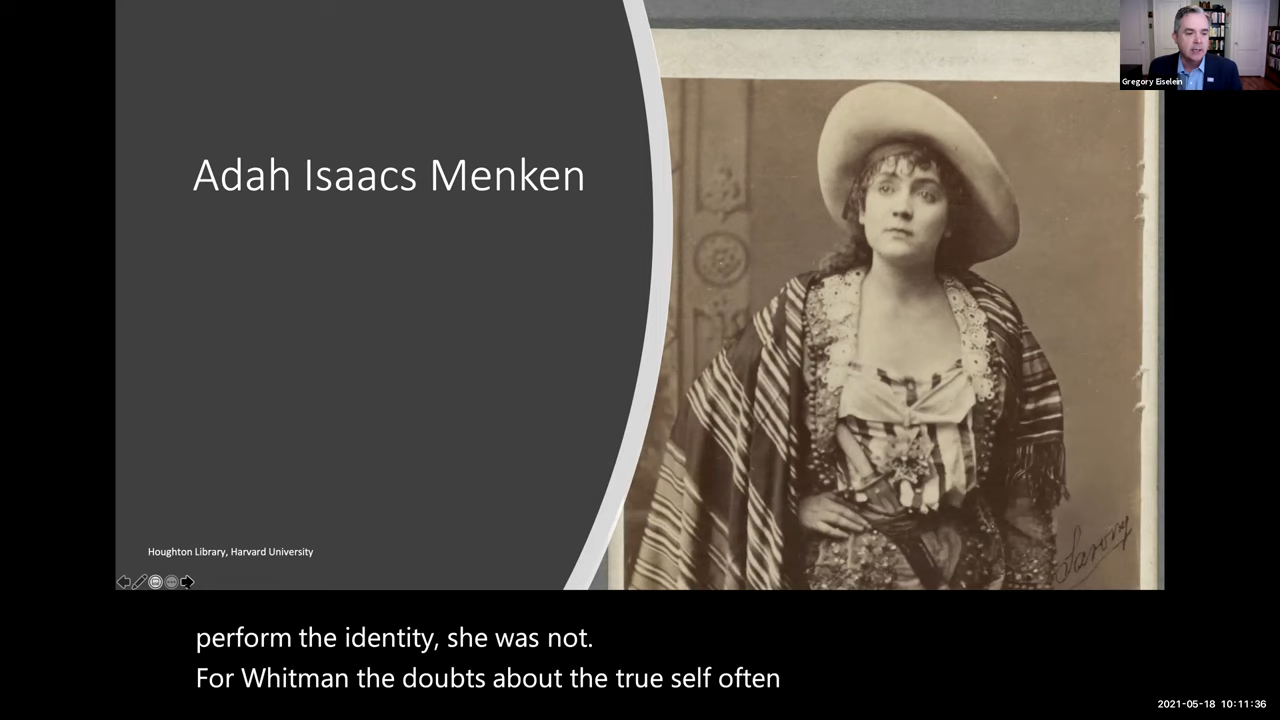 Gregory Eiselein
Adah Isaacs Menken
Sarony
Houghton Library, Harvard University
perform the identity, she was not.
For Whitman the doubts about the true self often
2021-05-18 10:11:36